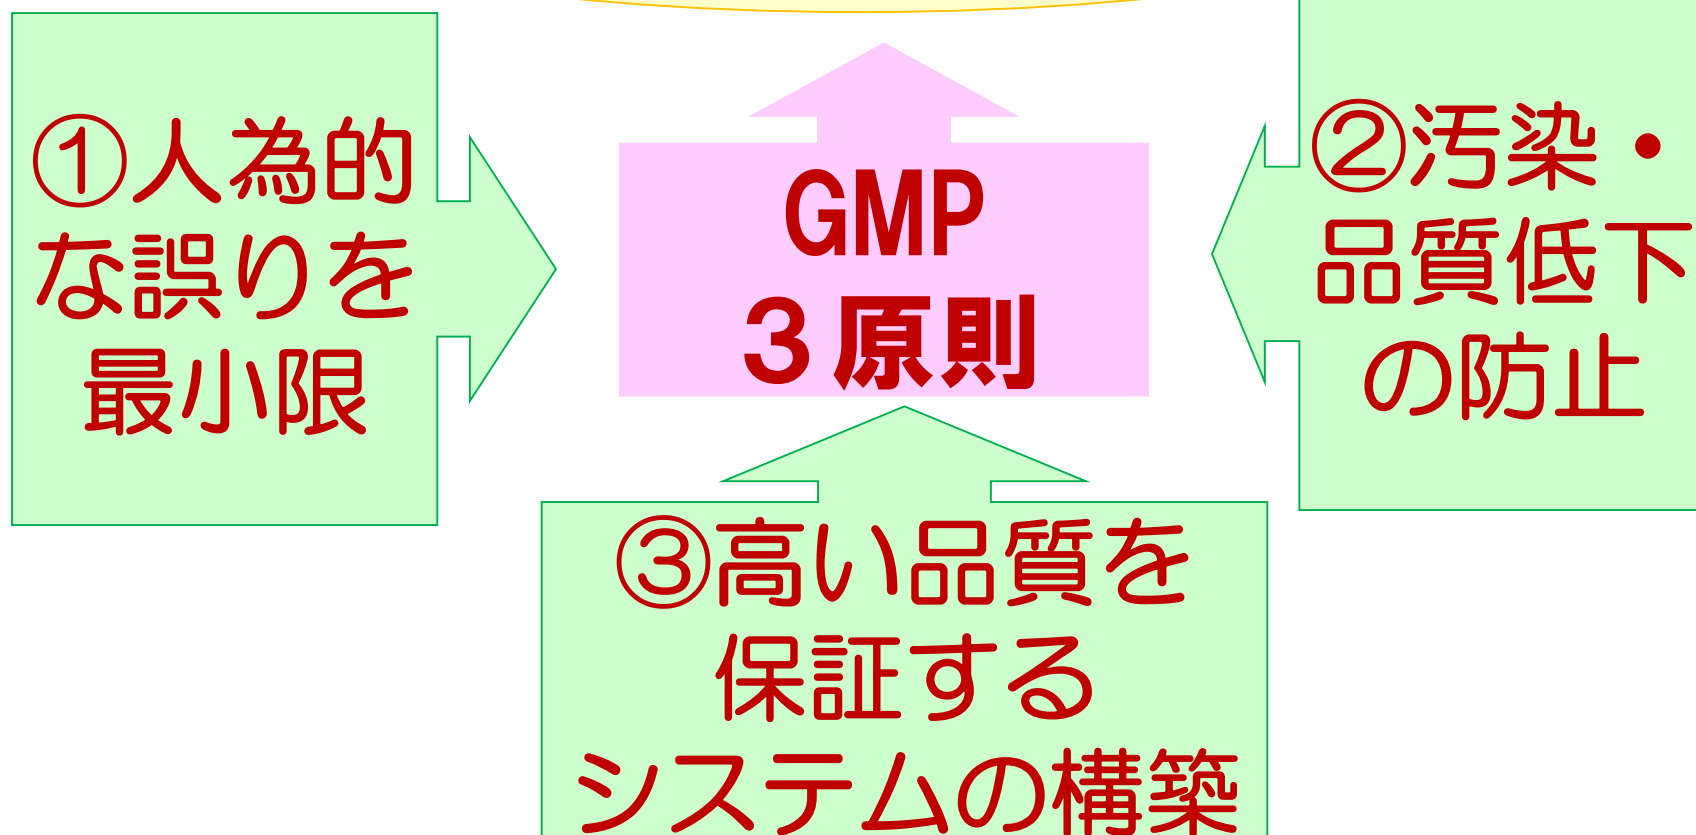 ①人為的
な誤りを
最小限
GMP
３原則
②汚染・
品質低下
の防止
③高い品質を
保証する
システムの構築